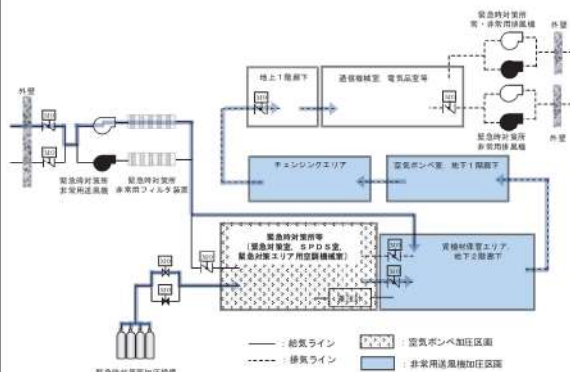 緊急時対策所
常・非常用排風機
外壁
地上1階廊下
通信機械室、電気品室等
MO
MO
外壁
MO
MO
緊急時対策所
非常用送風機
緊急時対策所
非常用フィルタ装置
緊急時対策所
非常用排風機
外壁
チェンジングエリア
空気ボンベ室、地下1階廊下
緊急時対策所等
(緊急対策室、SPDS室、
緊急対策エリア用空調機械室)
資機材保管エリア、
地下2階廊下
MO
MO
MO
MO
MO
差圧計
: 給気ライン
: 排気ライン
: 空気ボンベ加圧区画
: 非常用送風機加圧区画